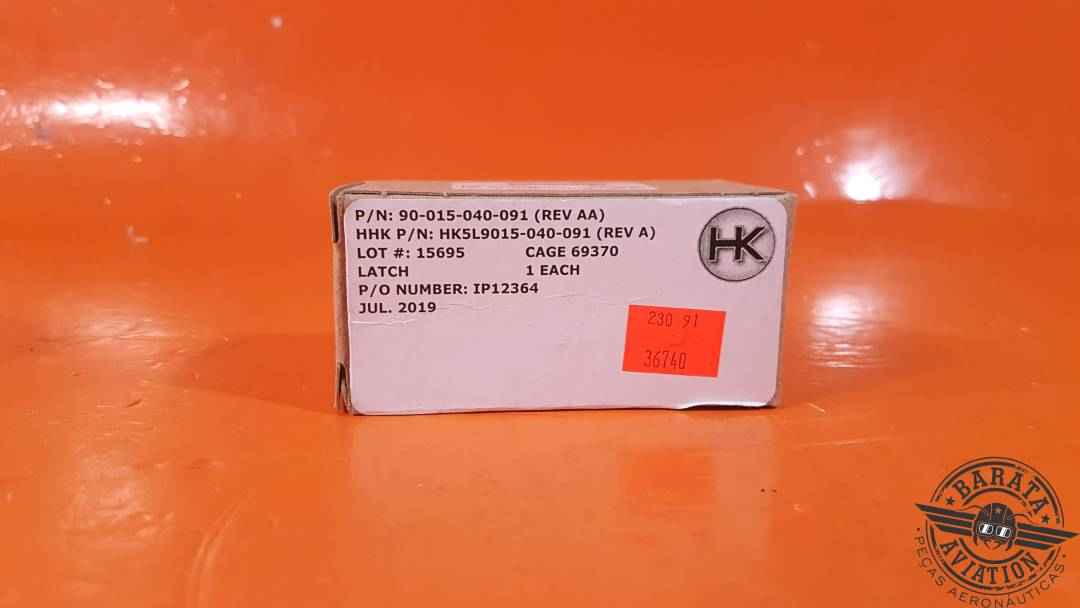 P/N: 90-015-040-091 (REV AA)
HHK P/N: HK5L9015-040-091 (REV A)
LOT #: 15695 CAGE 69370
LATCH 1 EACH
P/O NUMBER: IP12364
JUL. 2019
HK
230 91
36740
BARATA
AVIATION
• PEÇAS AERONÁUTICAS •